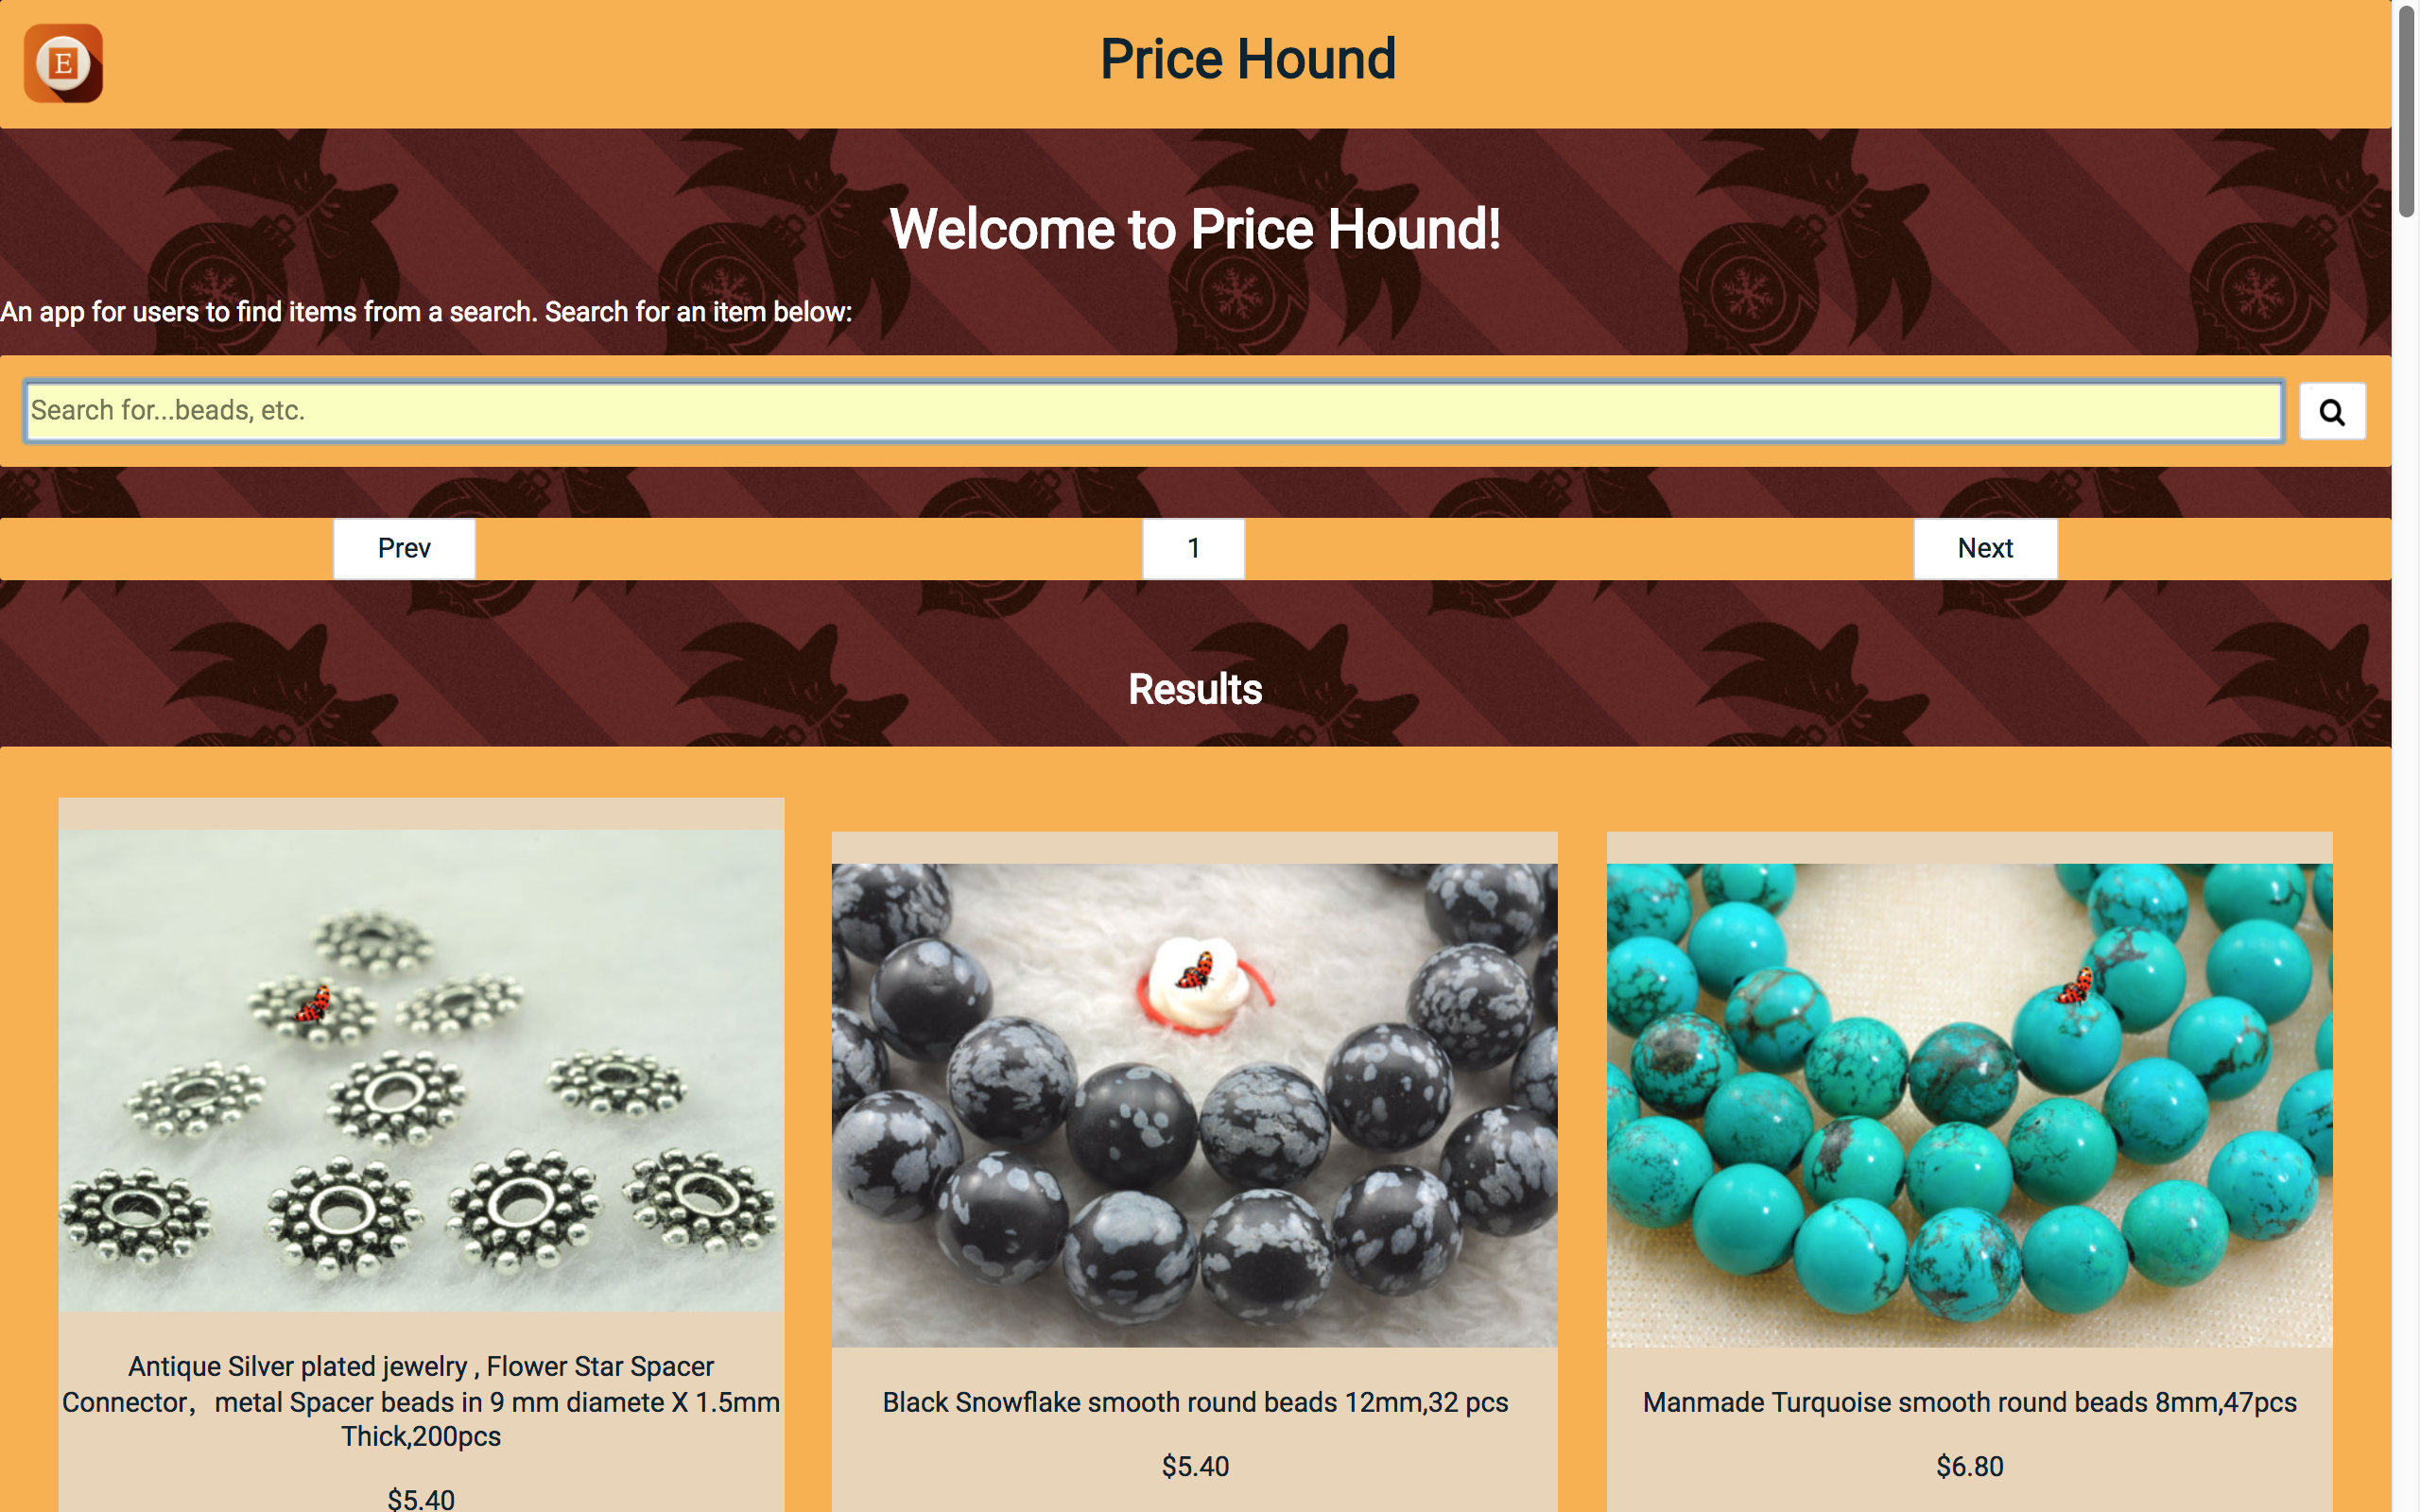 E
Price Hound
Welcome to Price Hound!
An app for users to find items from a search. Search for an item below:
Search for...beads, etc.
Prev
1
Next
Results
Antique Silver plated jewelry , Flower Star Spacer
Connector，metal Spacer beads in 9 mm diamete X 1.5mm
Thick,200pcs
$5.40
Black Snowflake smooth round beads 12mm,32 pcs
$5.40
Manmade Turquoise smooth round beads 8mm,47pcs
$6.80